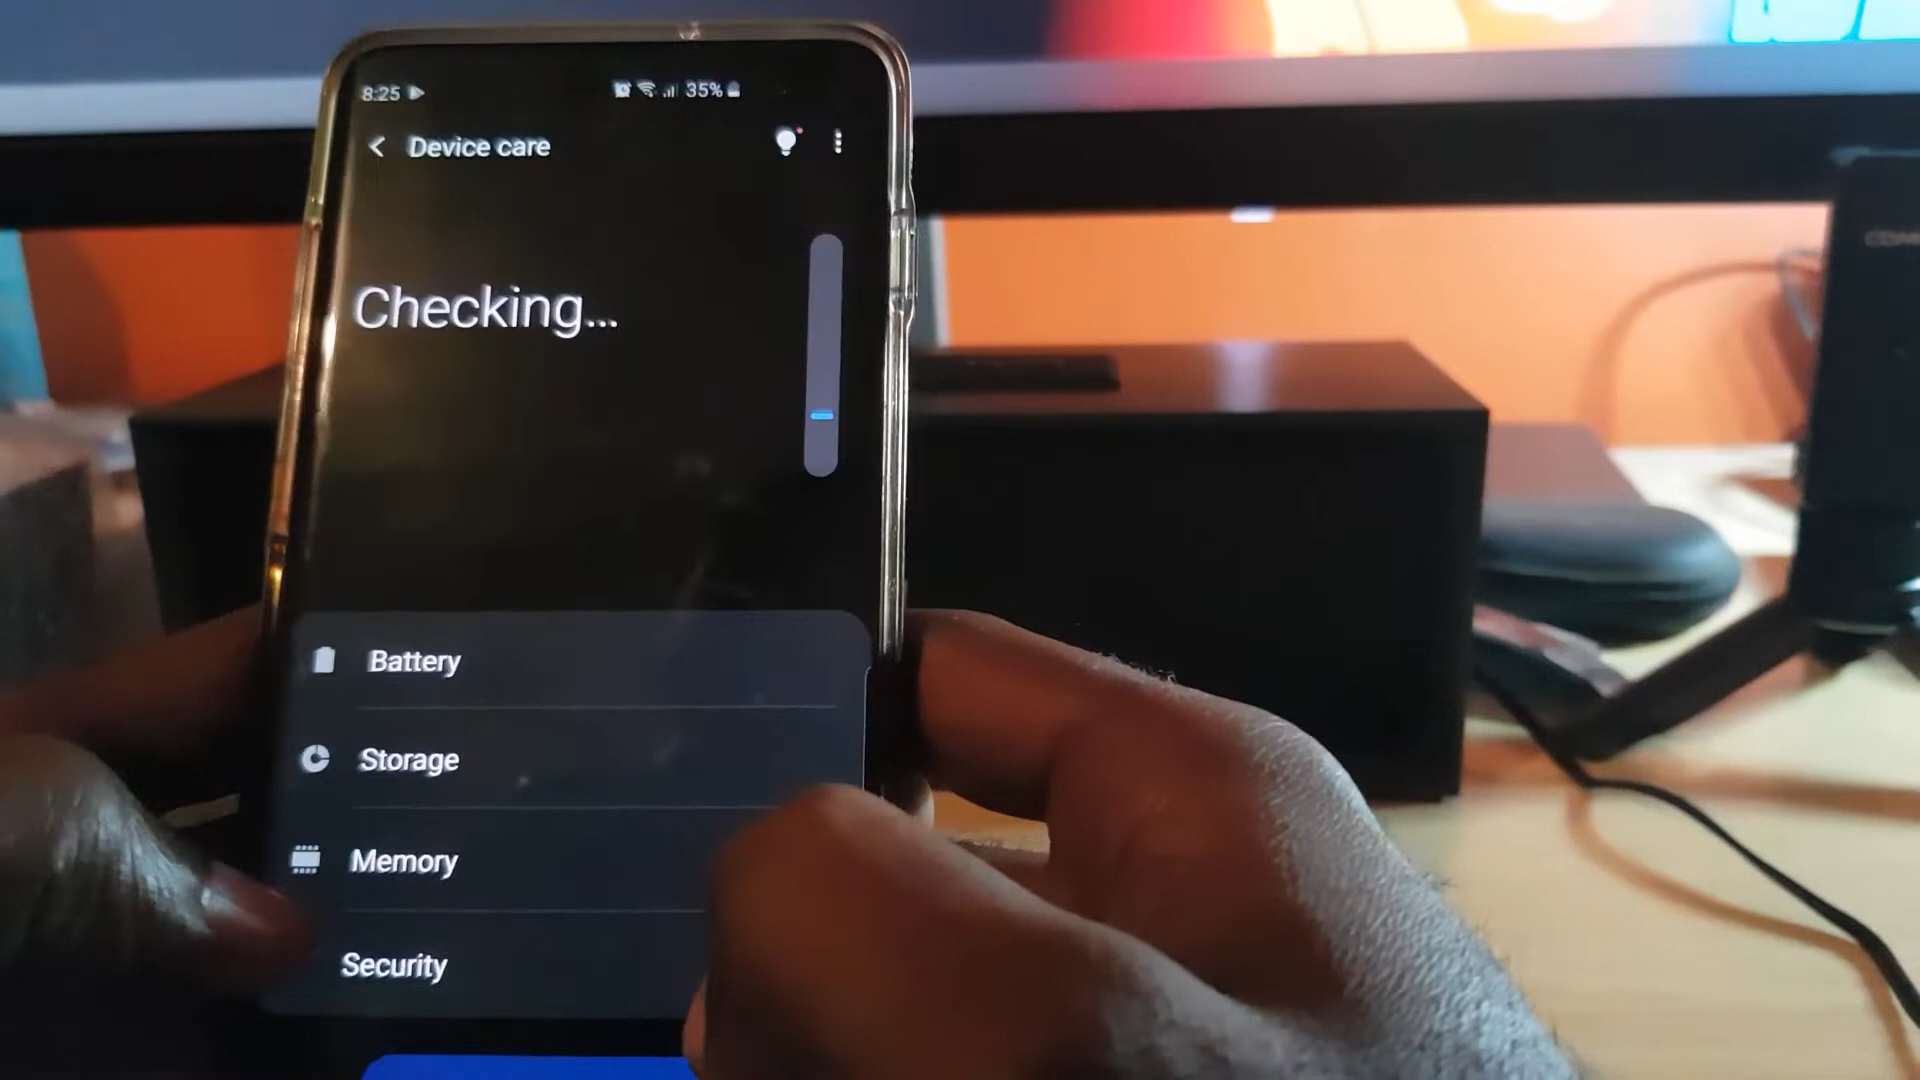 8:25 35%
Device care
Checking...
Battery
Storage
Memory
Security